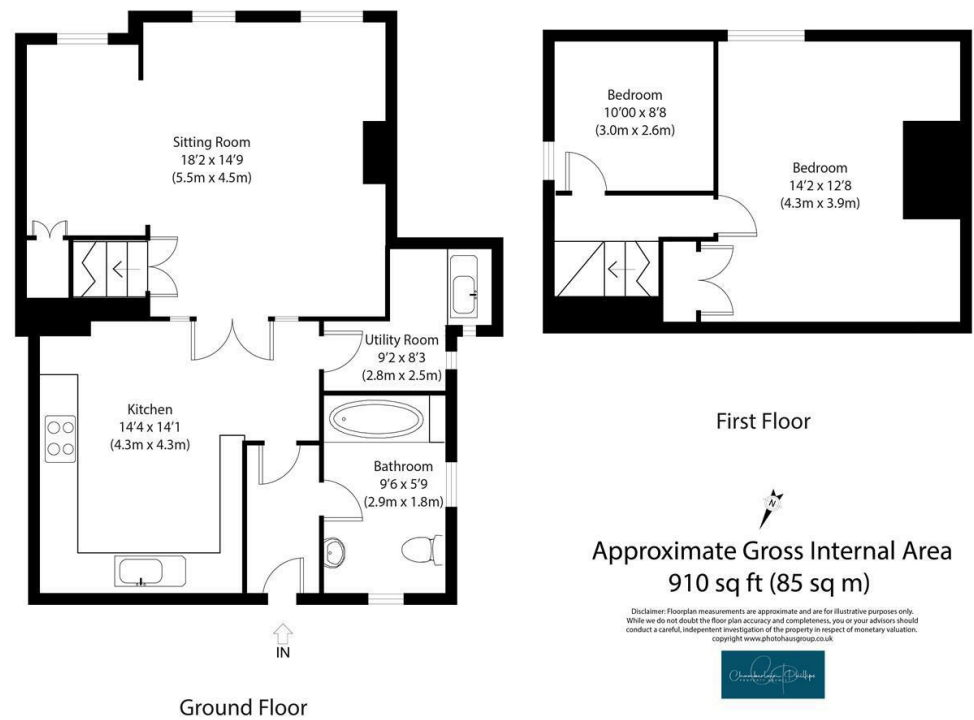 Sitting Room
18'2 x 14'9
(5.5m x 4.5m)
Utility Room
9'2 x 8'3
(2.8m x 2.5m)
Kitchen
14'4 x 14'1
(4.3m x 4.3m)
Bathroom
9'6 x 5'9
(2.9m x 1.8m)
IN
Ground Floor
Bedroom
10'00 x 8'8
(3.0m x 2.6m)
Bedroom
14'2 x 12'8
(4.3m x 3.9m)
First Floor
N
Approximate Gross Internal Area
910 sq ft (85 sq m)
Disclaimer: Floorplan measurements are approximate and are for illustrative purposes only.
While we do not doubt the floor plan accuracy and completeness, you or your advisors should
conduct a careful, indepentent investigation of the property in respect of monetary valuation.
copyright www.photohausgroup.co.uk
Chamberlain Phillips